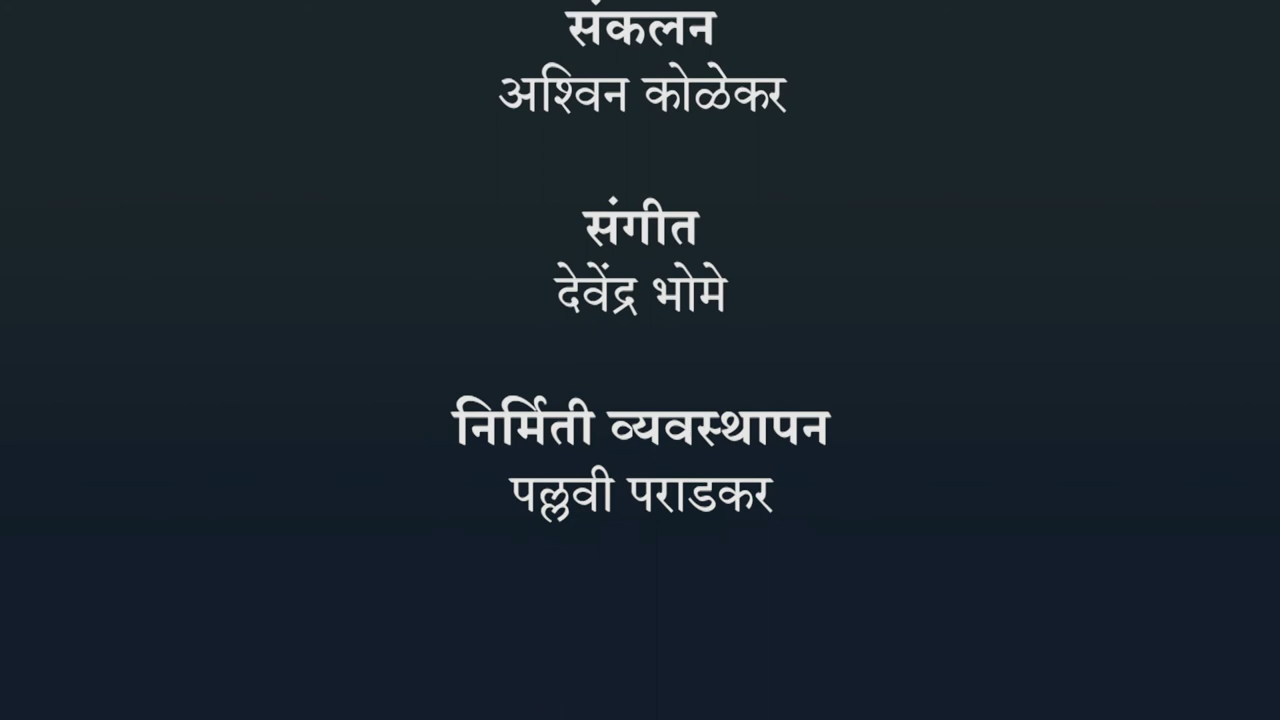 संकलन
अश्विन कोळेकर
संगीत
देवेंद्र भोमे
निर्मिती व्यवस्थापन
पल्लवी पराडकर